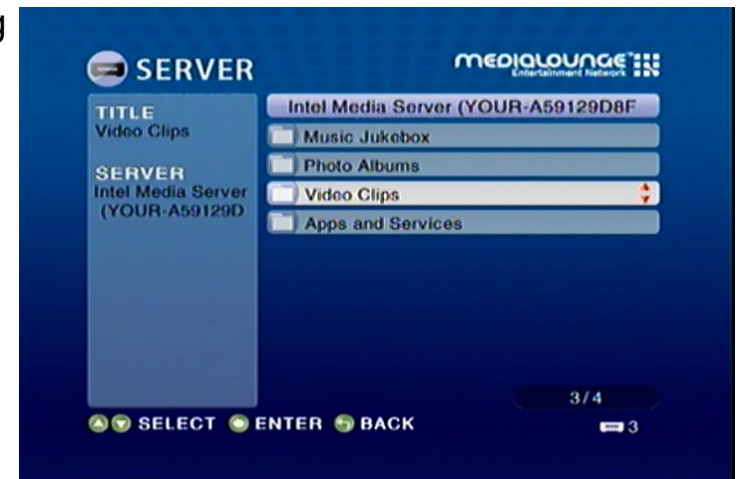 g
SERVER
MEDIALOUNGE™
Entertainment Network
TITLE
Video Clips
SERVER
Intel Media Server
(YOUR-A59129D
Intel Media Server (YOUR-A59129D8F
Music Jukebox
Photo Albums
Video Clips
Apps and Services
3/4
SELECT ENTER BACK
3